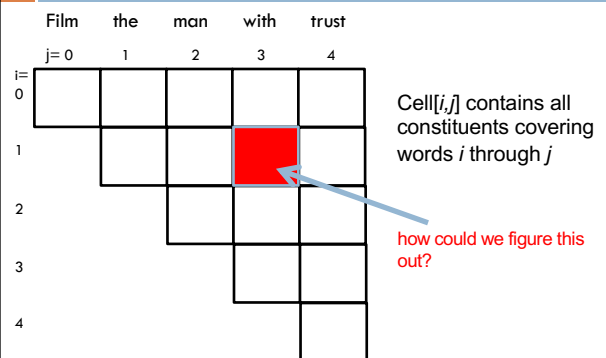 Film the man with trust
j= 0 1 2 3 4
i=
0
1
2
3
4
Cell[i,j] contains all
constituents covering
words i through j
how could we figure this
out?